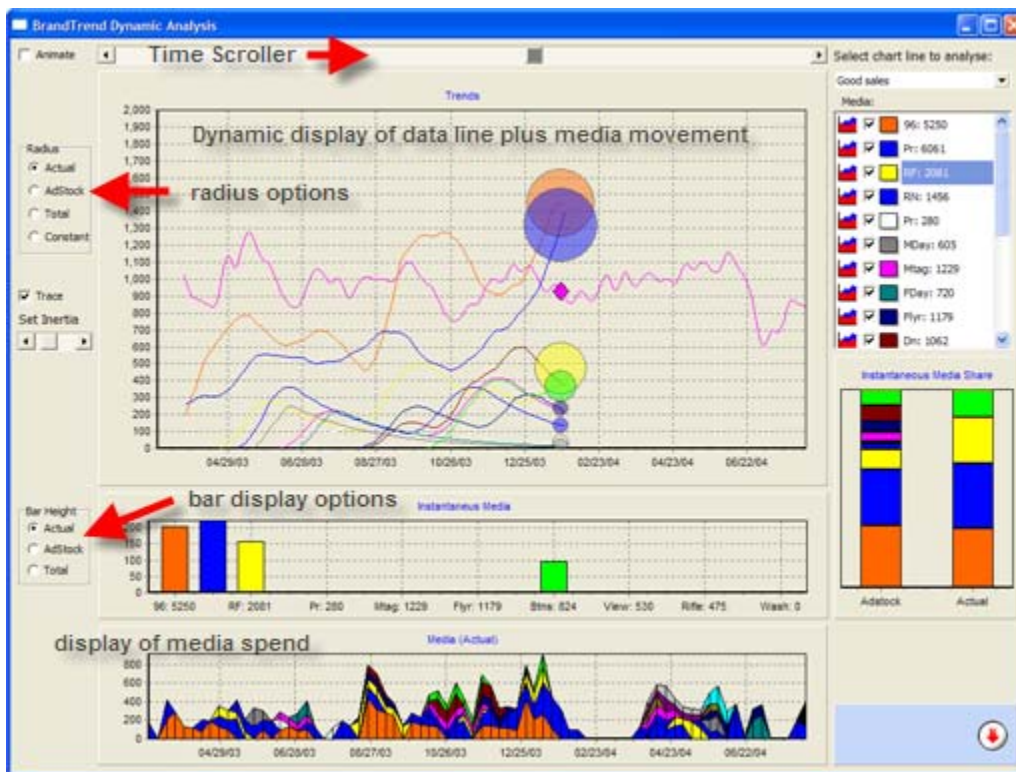 BrandTrend Dynamic Analysis
Animate
Time Scroller
Select chart line to analyse:
Good sales
Media:
96: 5250
Pr: 6061
RF: 2081
RN: 1456
Pr: 280
MDay: 605
Mtag: 1229
FDay: 720
Flyr: 1179
Dn: 1062
Trends
Dynamic display of data line plus media movement
2,000
1,900
1,800
1,700
1,600
1,500
1,400
1,300
1,200
1,100
1,000
900
800
700
600
500
400
300
200
100
0
04/29/03 06/28/03 08/27/03 10/26/03 12/25/03 02/23/04 04/23/04 06/22/04
Radius
Actual
AdStock
Total
Constant
radius options
Trace
Set Inertia
Instantaneous Media Share
Adstock Actual
bar display options
Bar Height
Actual
AdStock
Total
Instantaneous Media
200
150
100
50
0
96: 5250 RF: 2081 Pr: 280 Mtag: 1229 Flyr: 1179 Btns: 824 View: 530 Rifle: 475 Wash: 0
display of media spend
Media (Actual)
800
600
400
200
0
04/29/03 06/28/03 08/27/03 10/26/03 12/25/03 02/23/04 04/23/04 06/22/04